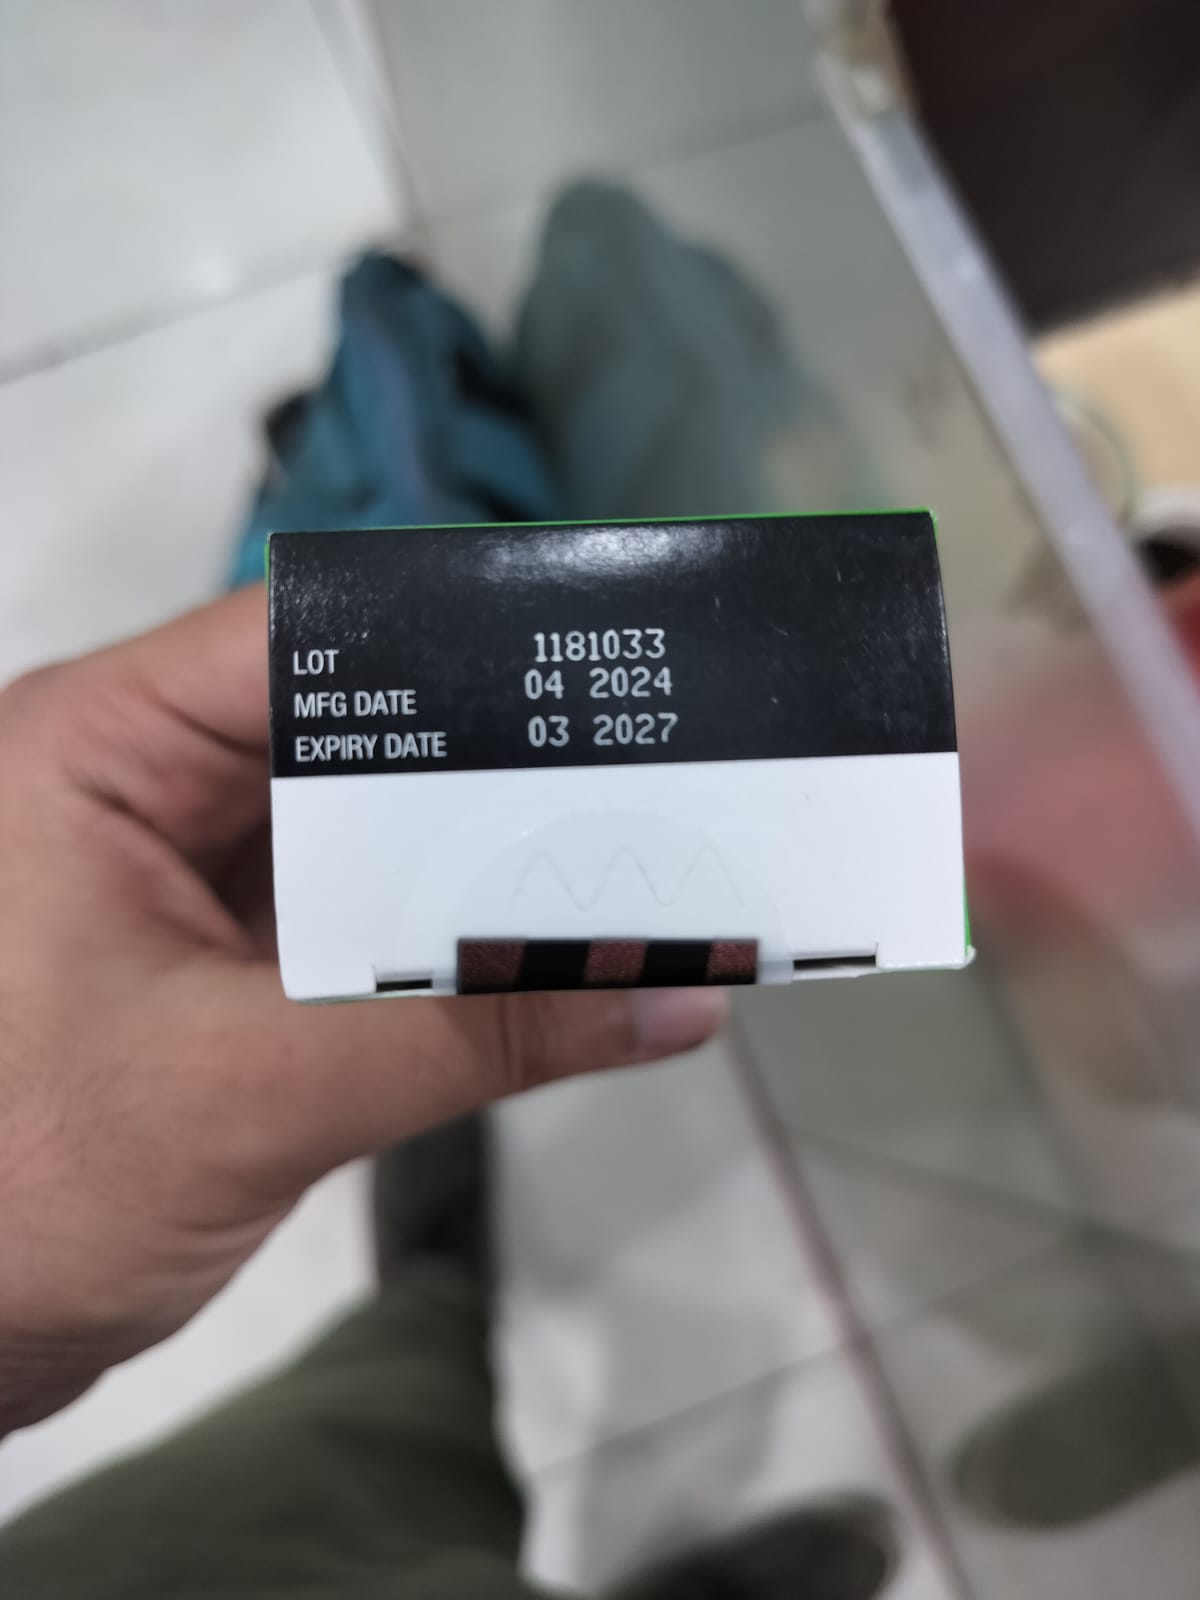 LOT 1181033
MFG DATE 04 2024
EXPIRY DATE 03 2027